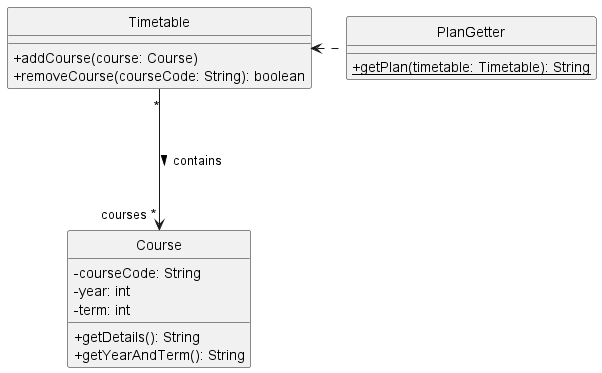 Timetable
+addCourse(course: Course)
+removeCourse(courseCode: String): boolean
PlanGetter
+getPlan(timetable: Timetable): String
*
contains
courses *
Course
-courseCode: String
-year: int
-term: int
+getDetails(): String
+getYearAndTerm(): String